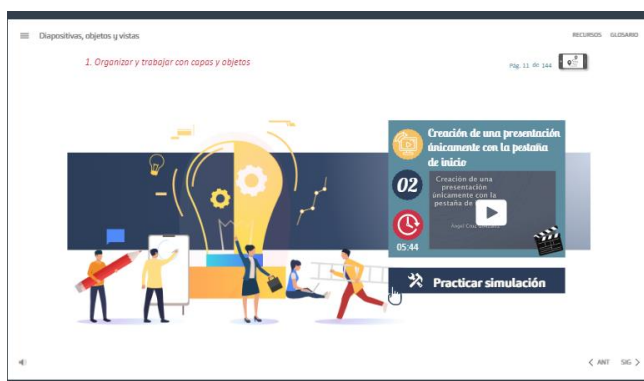 Diapositivas, objetos y vistas
RECURSOS GLOSARIO
1. Organizar y trabajar con capas y objetos
Pág. 11 de 144
Creación de una presentación
únicamente con la pestaña
de inicio
02
Creación de una
presentación
únicamente con la
pestaña de
Ángel Cruz
05:44
Practicar simulación
ANT SIG